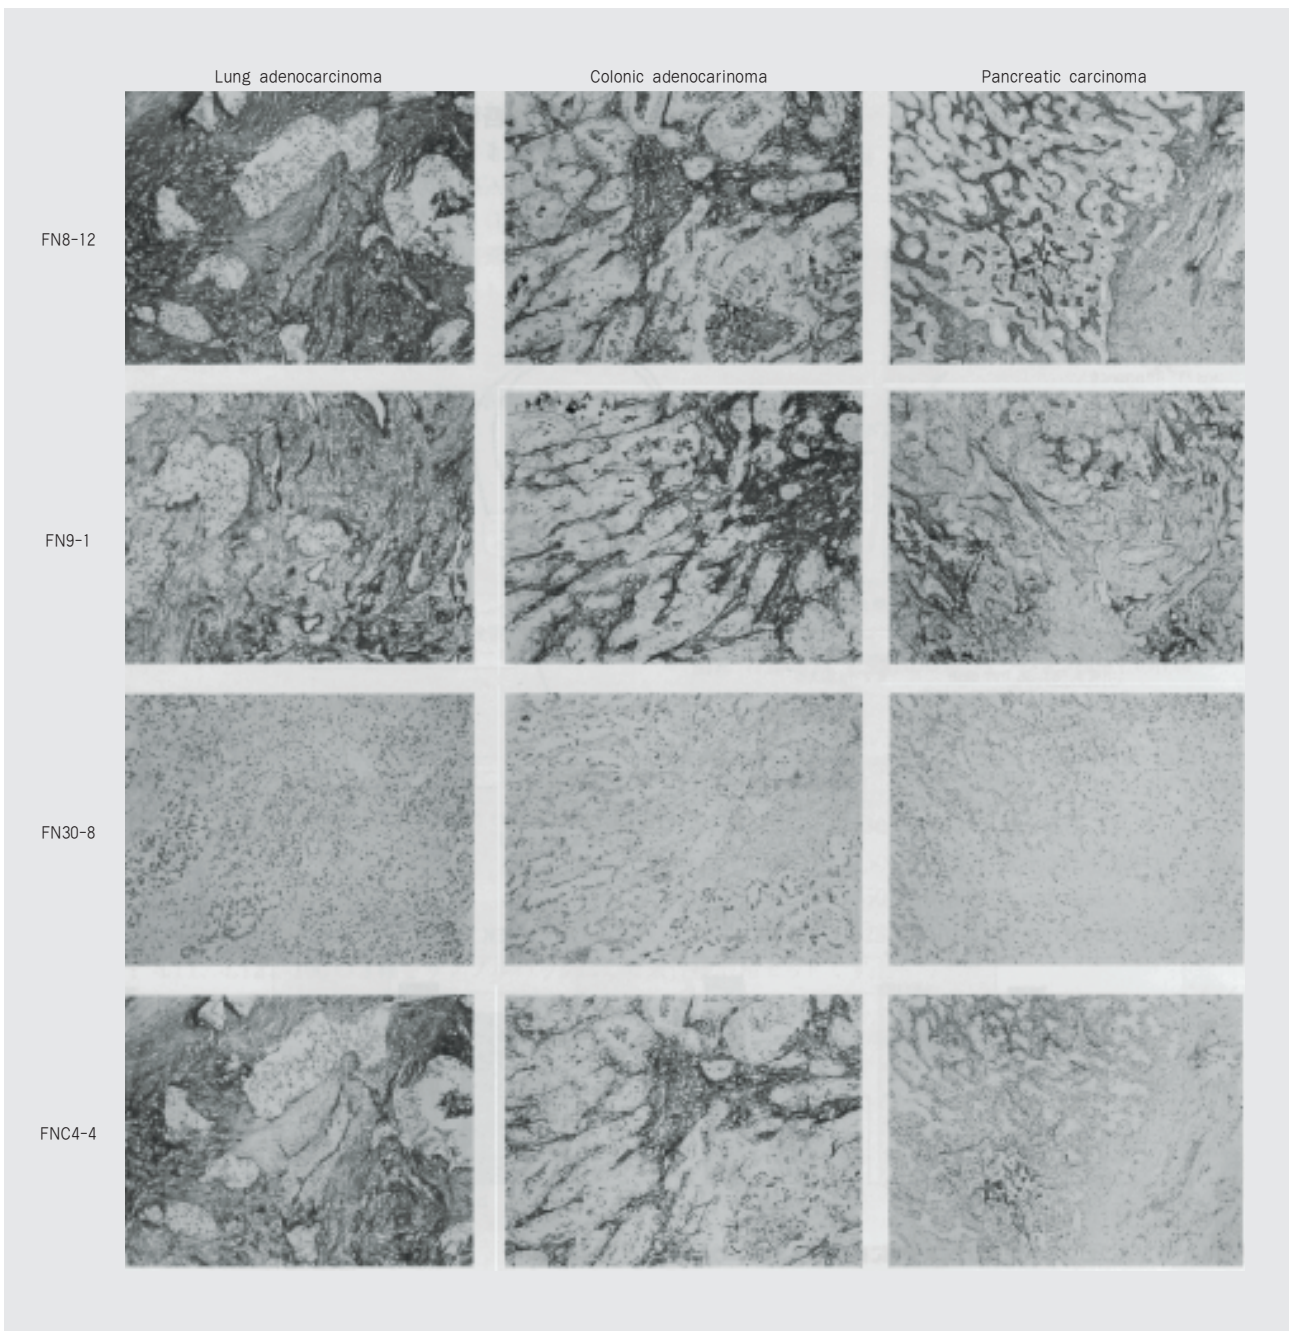 Lung adenocarcinoma
Colonic adenocarinoma
Pancreatic carcinoma
FN8-12
FN9-1
FN30-8
FNC4-4